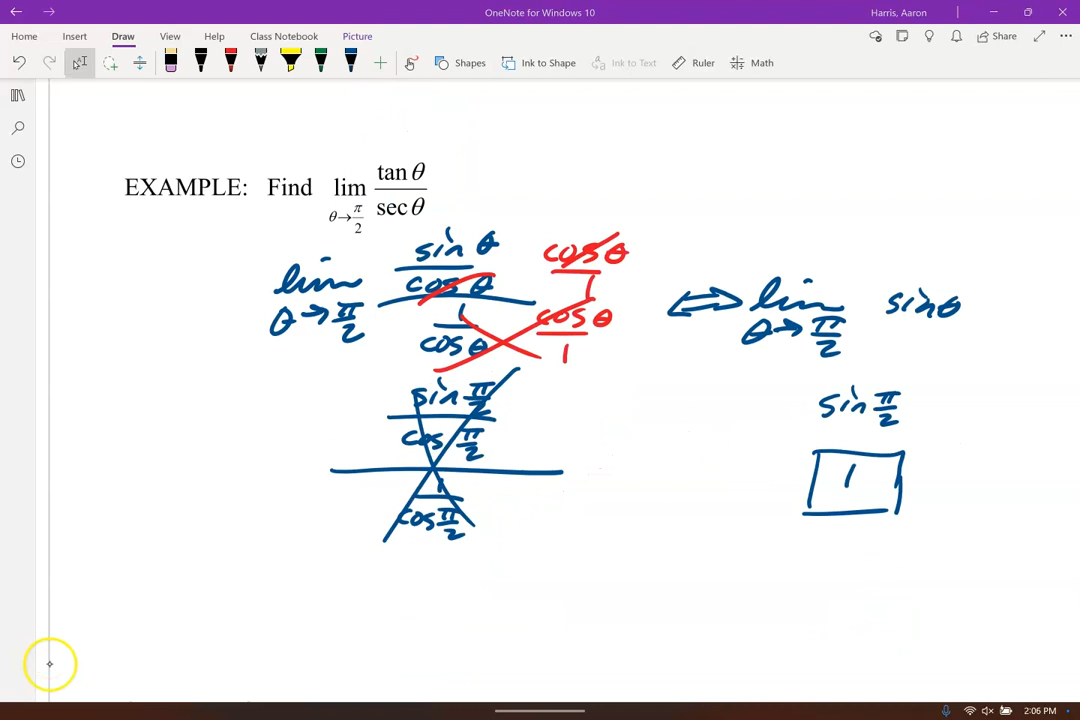 OneNote for Windows 10
Harris, Aaron
Home Insert Draw View Help Class Notebook Picture
Share
Shapes Ink to Shape Ink to Text Ruler Math
EXAMPLE: Find lim θ→π/2 tan θ / sec θ
lim θ→π/2
sin θ
cos θ
1
cos θ
cos θ
1
cos θ
1
lim θ→π/2 sin θ
sin π/2
cos π/2
1
cos π/2
sin π/2
1
2:06 PM